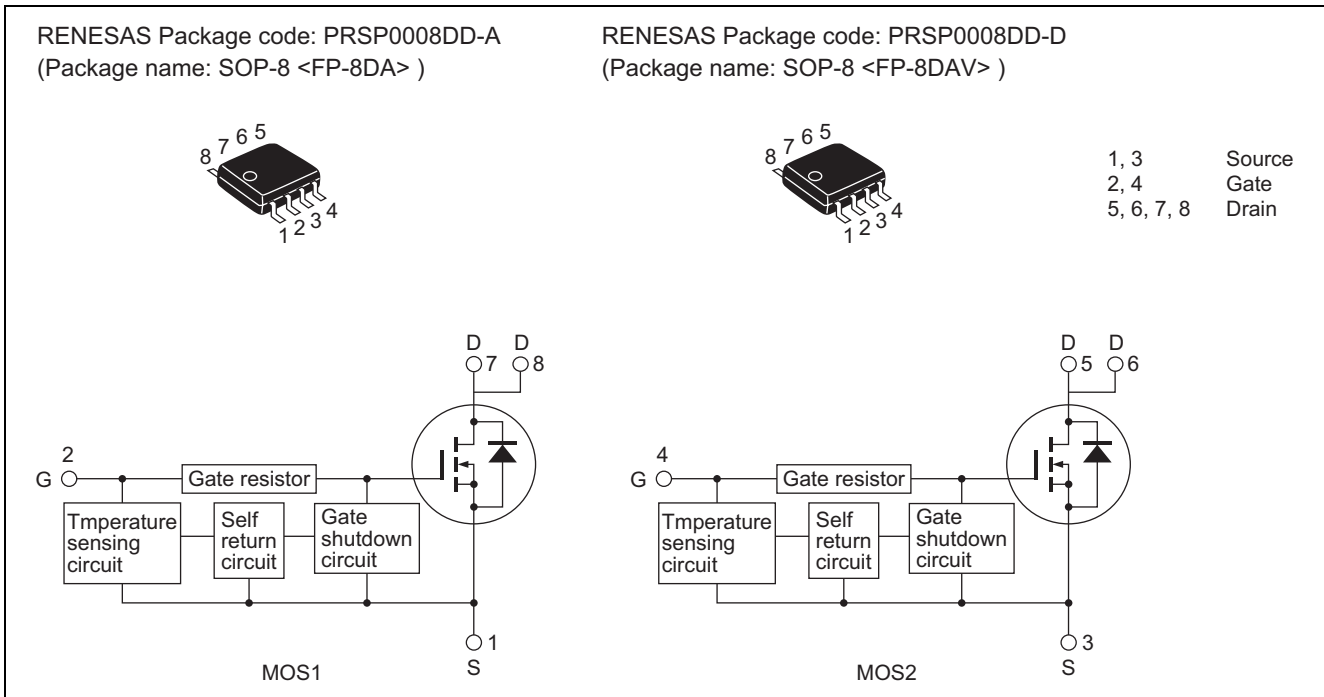 RENESAS Package code: PRSP0008DD-A
(Package name: SOP-8 <FP-8DA> )
RENESAS Package code: PRSP0008DD-D
(Package name: SOP-8 <FP-8DAV> )
8 7 6 5
1 2 3 4
8 7 6 5
1 2 3 4
1, 3 Source
2, 4 Gate
5, 6, 7, 8 Drain
D D
7 8
2
G
Gate resistor
Tmperature
sensing
circuit
Self
return
circuit
Gate
shutdown
circuit
1
S
MOS1
D D
5 6
4
G
Gate resistor
Tmperature
sensing
circuit
Self
return
circuit
Gate
shutdown
circuit
3
S
MOS2